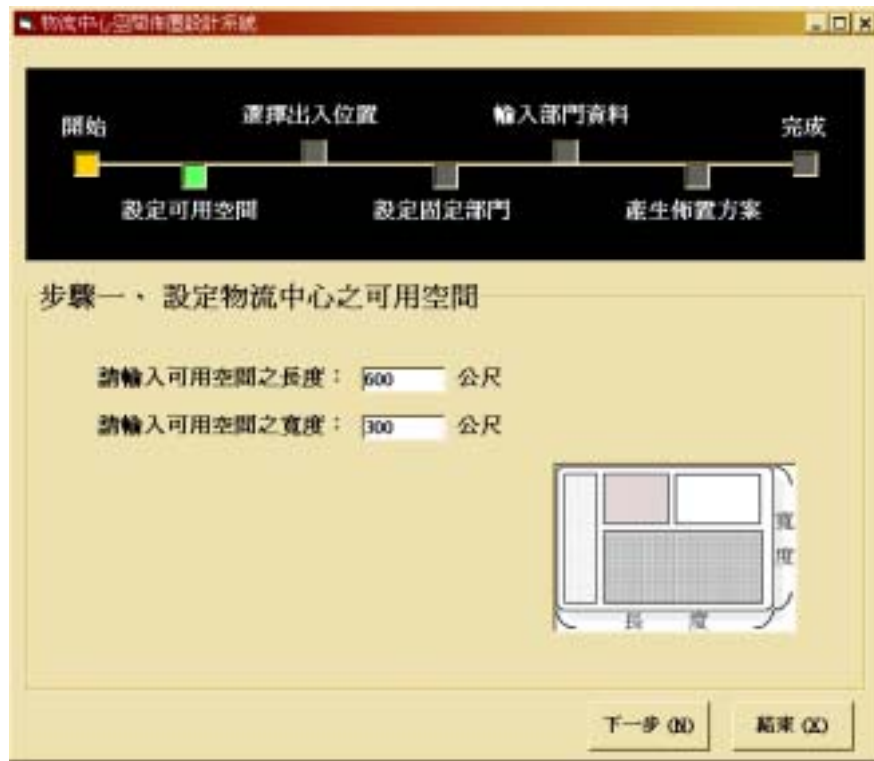 物流中心空間佈置設計系統
開始
選擇出入位置
輸入部門資料
完成
設定可用空間
設定固定部門
產生佈置方案
步驟一、 設定物流中心之可用空間
請輸入可用空間之長度： 600 公尺
請輸入可用空間之寬度： 300 公尺
寬度
長 度
下一步 (N)
結束 (X)